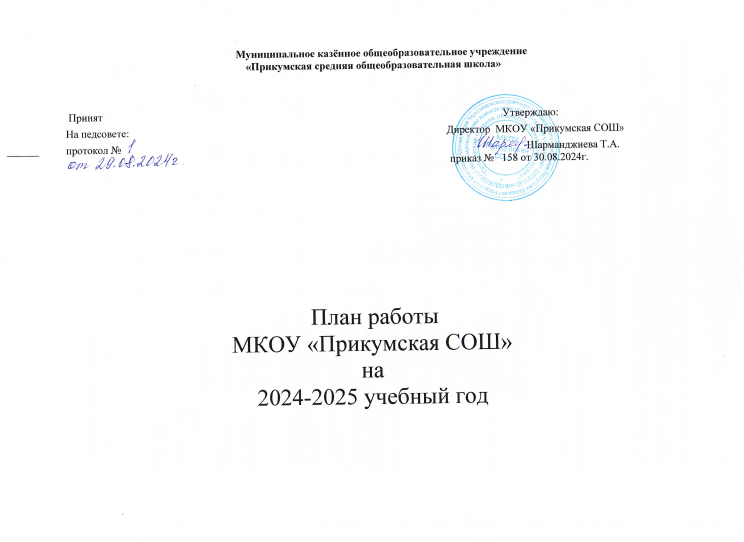 Муниципальное казённое общеобразовательное учреждение
«Прикумская средняя общеобразовательная школа»
Принят
На педсовете:
протокол № 1
от 29.08.2024г.
Утверждаю:
Директор МКОУ «Прикумская СОШ»
-Шарманджиева Т.А.
приказ № 158 от 30.08.2024г.
План работы
МКОУ «Прикумская СОШ»
на
2024-2025 учебный год